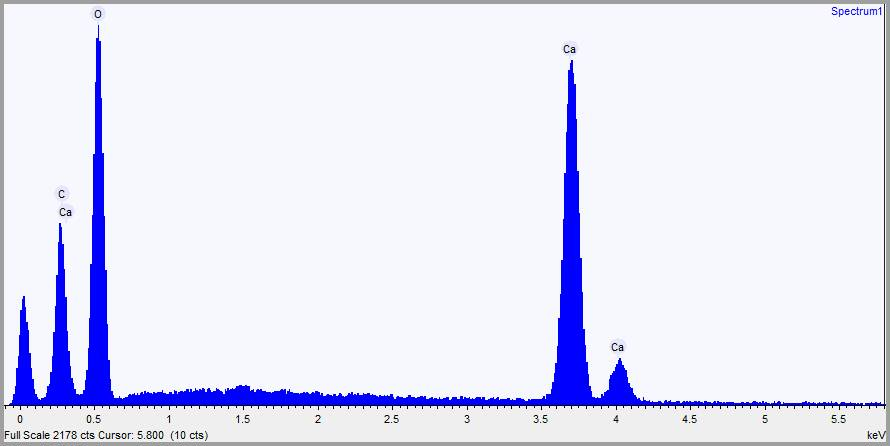 Spectrum1
O
Ca
C
Ca
Ca
0 0.5 1 1.5 2 2.5 3 3.5 4 4.5 5 5.5
Full Scale 2178 cts Cursor: 5.800 (10 cts) keV